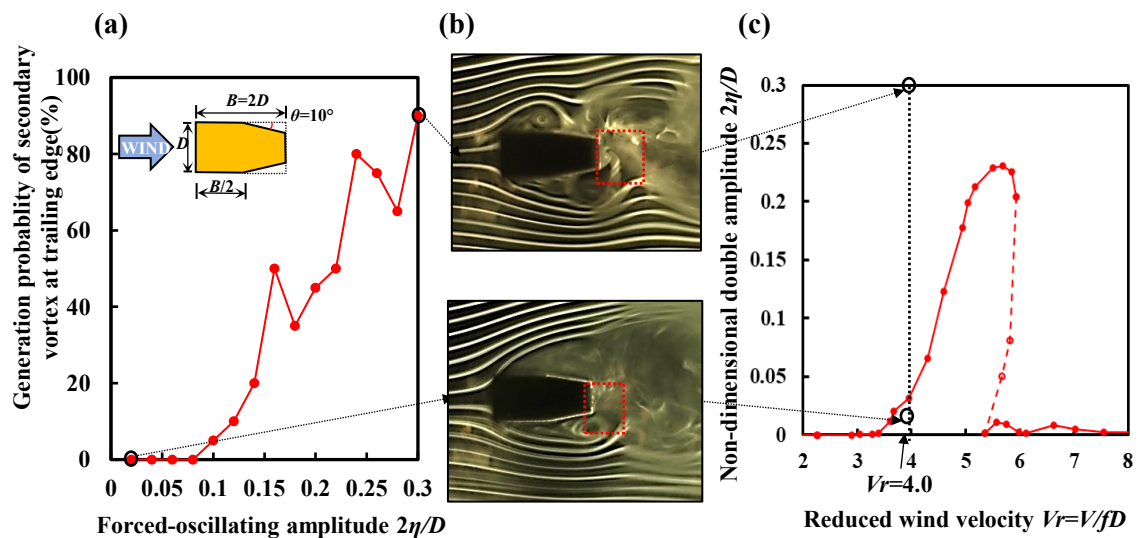 (a)
(b)
(c)
Generation probablity of secondary
vortex at trailing edge(%)
100
80
60
40
20
0
B=2D
θ=10°
WIND
D
B/2
0 0.05 0.1 0.15 0.2 0.25 0.3
Forced-oscillating amplitude 2η/D
Non-dimensional double amplitude 2η/D
0.3
0.25
0.2
0.15
0.1
0.05
0
2 3 4 5 6 7 8
Vr=4.0
Reduced wind velocity Vr=V/fD